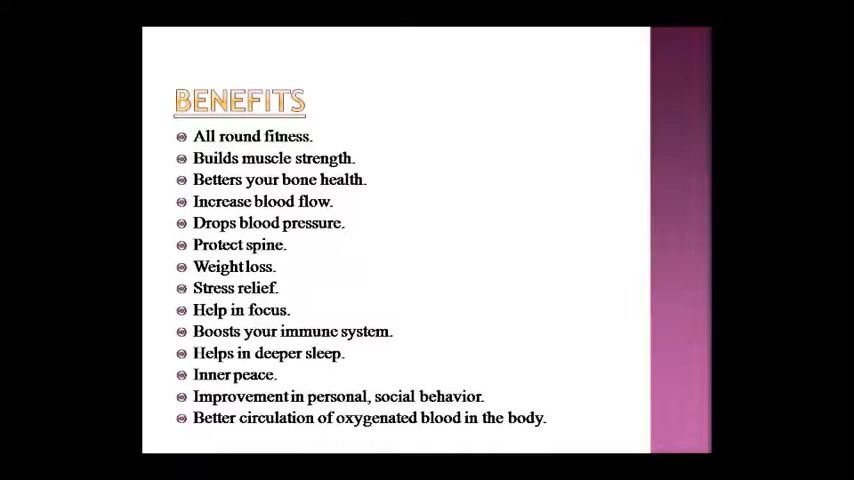 BENEFITS
All round fitness.
Builds muscle strength.
Betters your bone health.
Increase blood flow.
Drops blood pressure.
Protect spine.
Weight loss.
Stress relief.
Help in focus.
Boosts your immune system.
Helps in deeper sleep.
Inner peace.
Improvement in personal, social behavior.
Better circulation of oxygenated blood in the body.